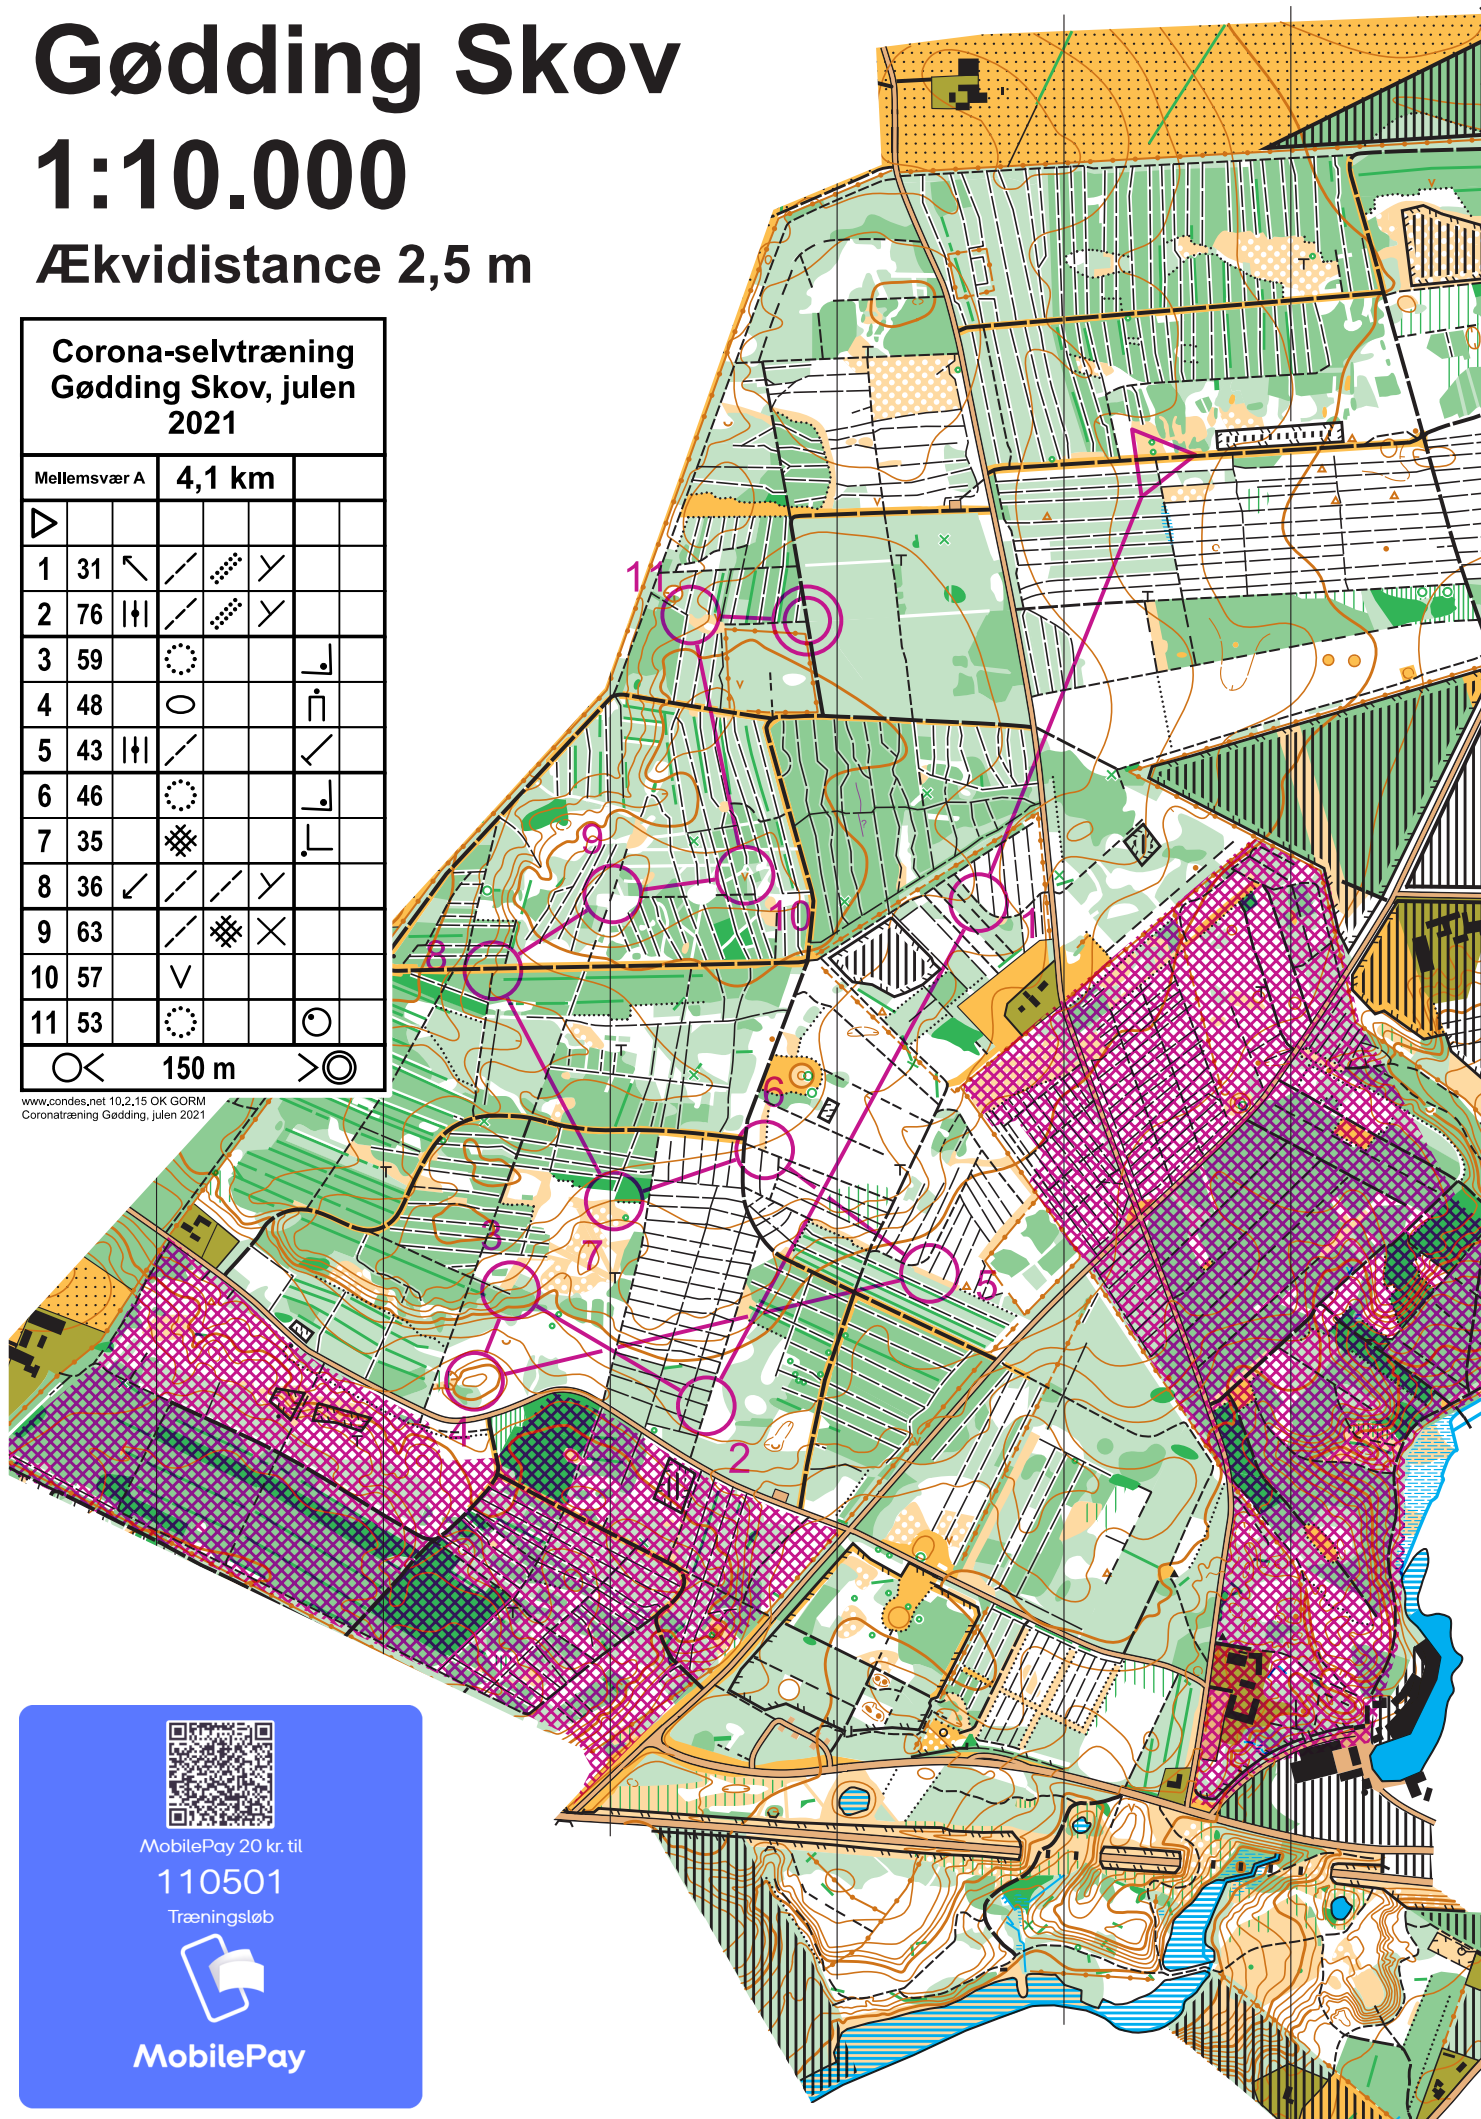 Gødding Skov
1:10.000
Ækvidistance 2,5 m
Corona-selvtræning
Gødding Skov, julen
2021
Mellemsvær A 4,1 km
1 31
2 76
3 59
4 48
5 43
6 46
7 35
8 36
9 63
10 57
11 53
150 m
www.condes.net 10.2.15 OK GORM
Coronatræning Gødding, julen 2021
11
9
10
1
8
6
3
7
5
4
2
MobilePay 20 kr. til
110501
Træningsløb
MobilePay